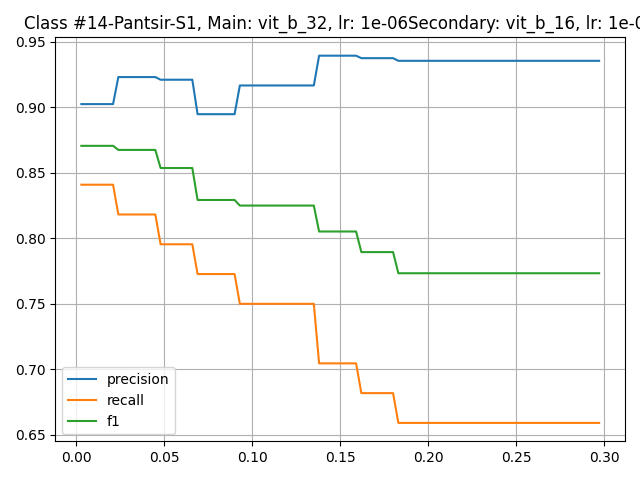 Class #14-Pantsir-S1, Main: vit_b_32, lr: 1e-06Secondary: vit_b_16, lr: 1e-0
0.95
0.90
0.85
0.80
0.75
0.70
0.65
precision
recall
f1
0.00 0.05 0.10 0.15 0.20 0.25 0.30